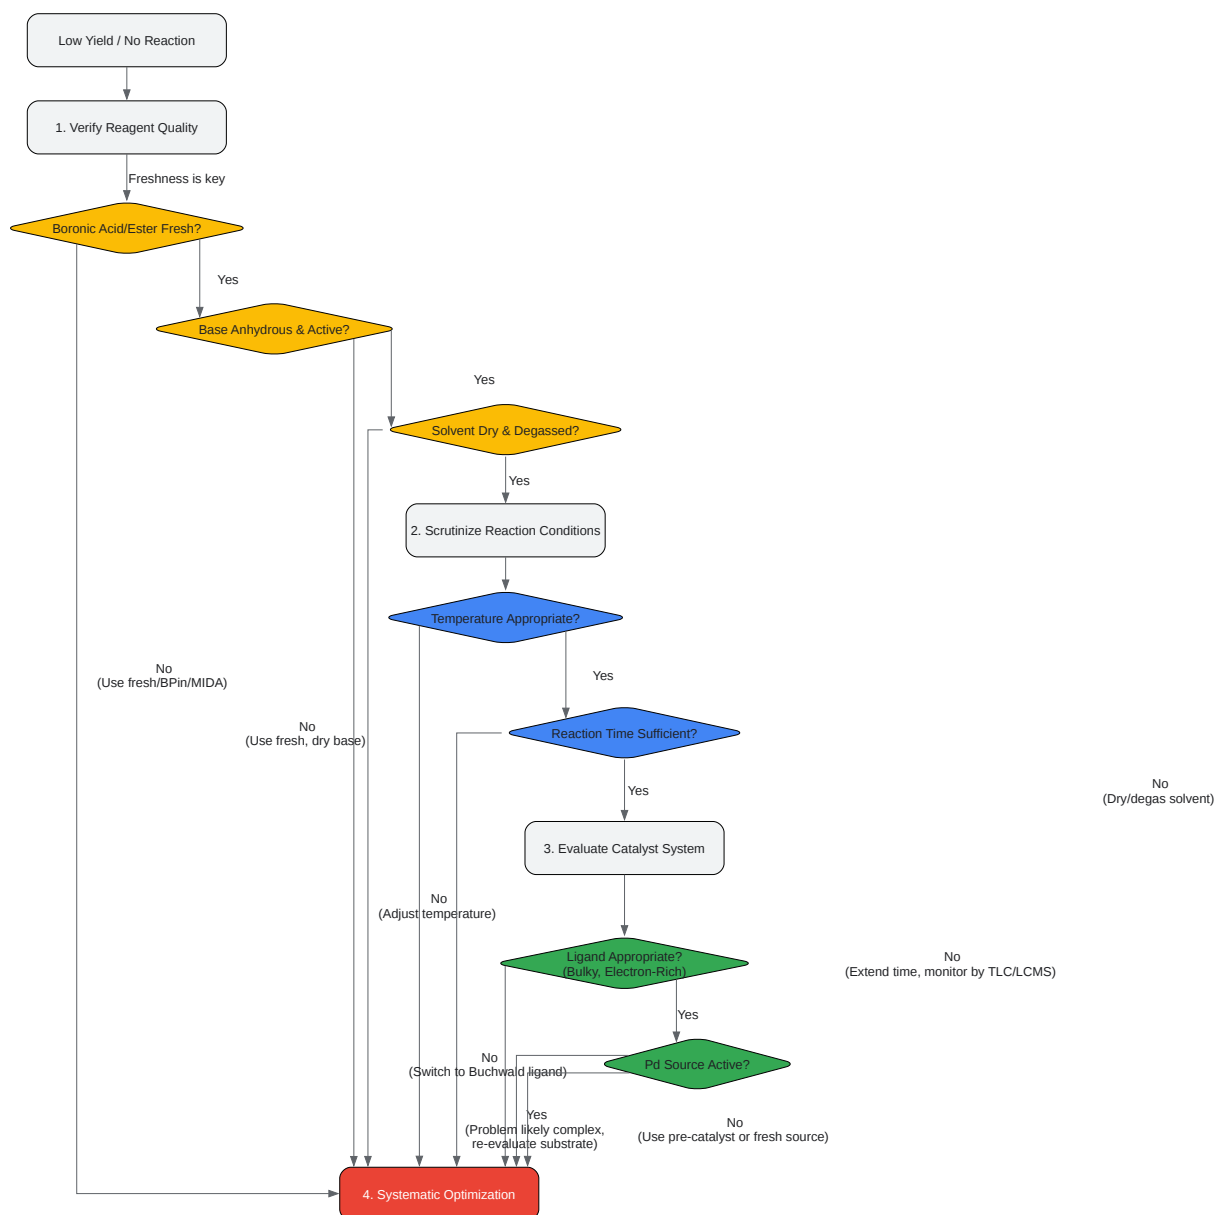 Low Yield / No Reaction
1. Verify Reagent Quality
Freshness is key
Boronic Acid/Ester Fresh?
Yes
Base Anhydrous & Active?
Yes
Solvent Dry & Degassed?
Yes
2. Scrutinize Reaction Conditions
Temperature Appropriate?
No
(Use fresh/BPin/MIDA)
Yes
No
(Use fresh, dry base)
Reaction Time Sufficient?
Yes
No
(Dry/degas solvent)
3. Evaluate Catalyst System
No
(Adjust temperature)
Ligand Appropriate?
(Bulky, Electron-Rich)
No
(Extend time, monitor by TLC/LCMS)
Yes
No
(Switch to Buchwald ligand)
Pd Source Active?
Yes
(Problem likely complex,
re-evaluate substrate)
No
(Use pre-catalyst or fresh source)
4. Systematic Optimization